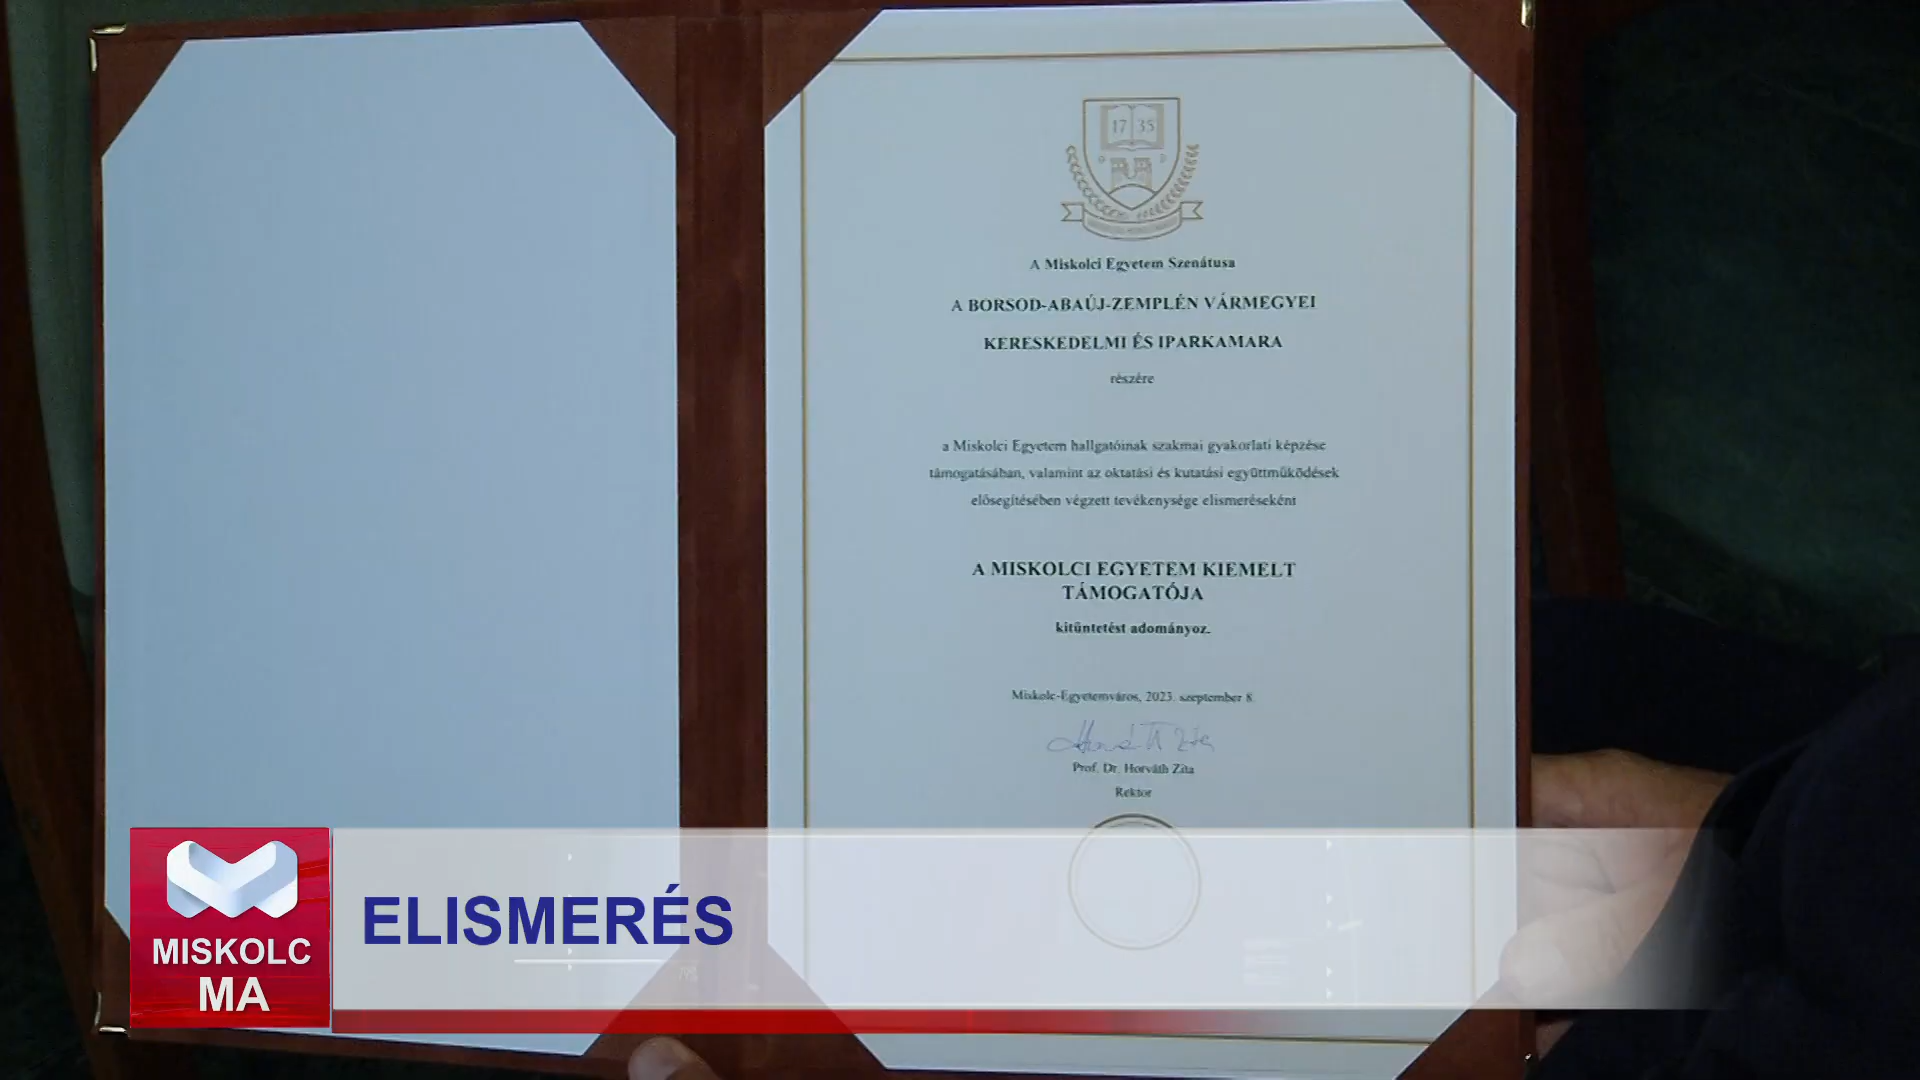 17 35
A Miskolci Egyetem Szenátusa
A BORSOD-ABAÚJ-ZEMPLÉN VÁRMEGYEI
KERESKEDELMI ÉS IPARKAMARA
részére
a Miskolci Egyetem hallgatóinak szakmai gyakorlati képzése
támogatásában, valamint az oktatási és kutatási együttműködések
elősegítésében végzett tevékenysége elismeréseként
A MISKOLCI EGYETEM KIEMELT
TÁMOGATÓJA
kitüntetést adományoz.
Miskolc-Egyetemváros, 2023. szeptember 8.
Prof. Dr. Horváth Zita
Rektor
MISKOLC
MA
ELISMERÉS